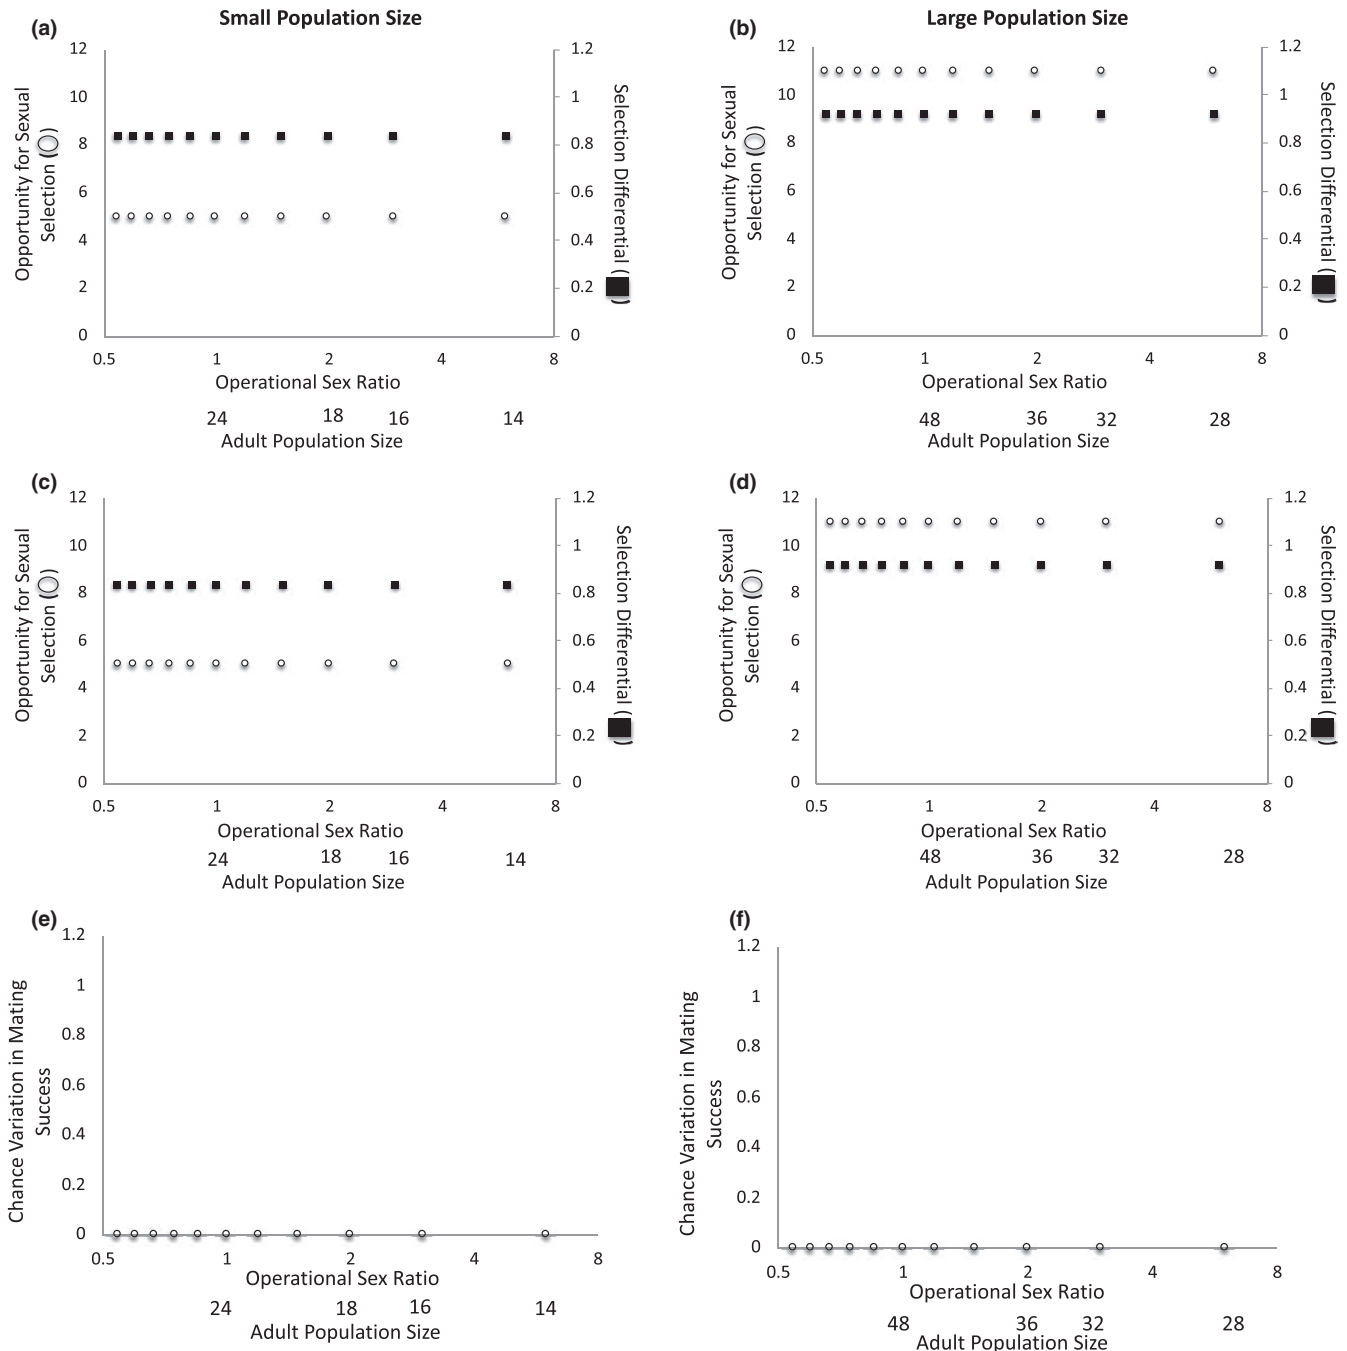 (a)
Small Population Size
12
10
8
6
4
2
0
1.2
1
0.8
0.6
0.4
0.2
0
Opportunity for Sexual
Selection ( )
Selection Differential ( )
0.5 1 2 4 8
Operational Sex Ratio
24 18 16 14
Adult Population Size
(b)
Large Population Size
12
10
8
6
4
2
0
1.2
1
0.8
0.6
0.4
0.2
0
Opportunity for Sexual
Selection ( )
Selection Differential ( )
0.5 1 2 4 8
Operational Sex Ratio
48 36 32 28
Adult Population Size
(c)
12
10
8
6
4
2
0
1.2
1
0.8
0.6
0.4
0.2
0
Opportunity for Sexual
Selection ( )
Selection Differential ( )
0.5 1 2 4 8
Operational Sex Ratio
24 18 16 14
Adult Population Size
(d)
12
10
8
6
4
2
0
1.2
1
0.8
0.6
0.4
0.2
0
Opportunity for Sexual
Selection ( )
Selection Differential ( )
0.5 1 2 4 8
Operational Sex Ratio
48 36 32 28
Adult Population Size
(e)
1.2
1
0.8
0.6
0.4
0.2
0
Chance Variation in Mating
Success
0.5 1 2 4 8
Operational Sex Ratio
24 18 16 14
Adult Population Size
(f)
1.2
1
0.8
0.6
0.4
0.2
0
Chance Variation in Mating
Success
0.5 1 2 4 8
Operational Sex Ratio
48 36 32 28
Adult Population Size